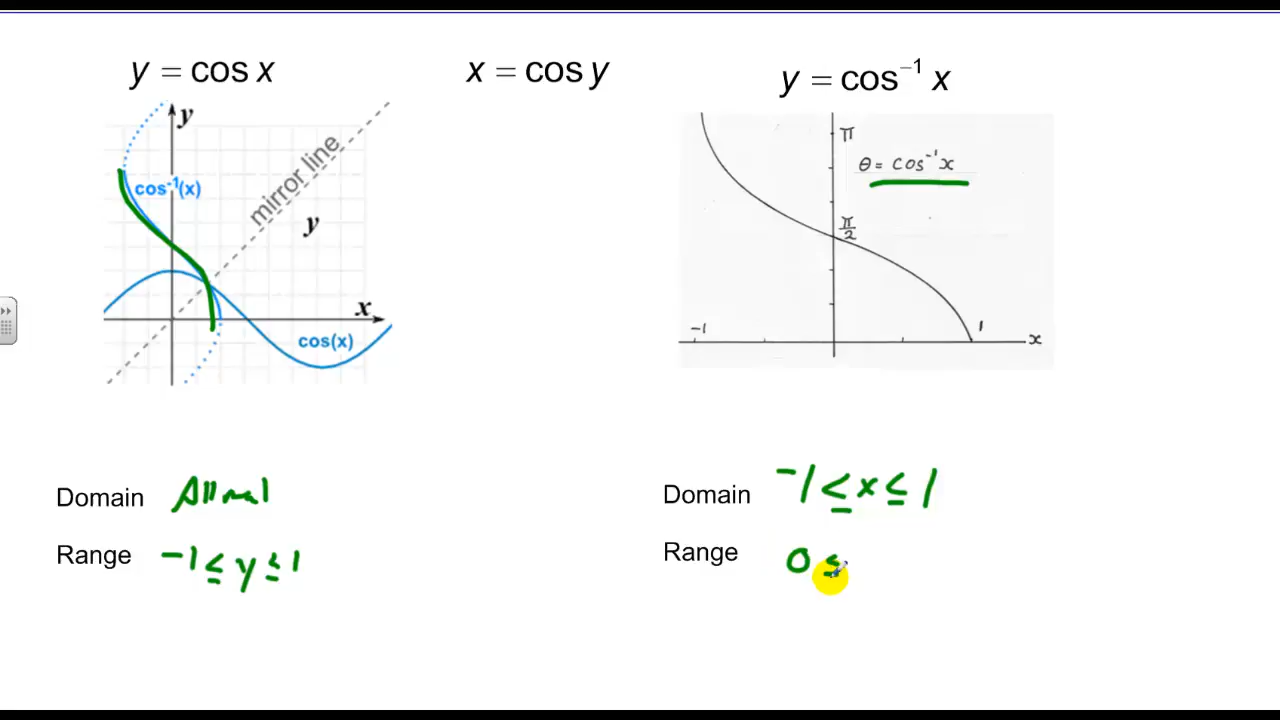 y = cos x
x = cos y
y = cos⁻¹ x
y
cos⁻¹(x)
mirror line
y
x
cos(x)
π
θ = cos⁻¹x
π/2
-1
1
x
Domain All real
Range -1 ≤ y ≤ 1
Domain -1 ≤ x ≤ 1
Range 0 ≤